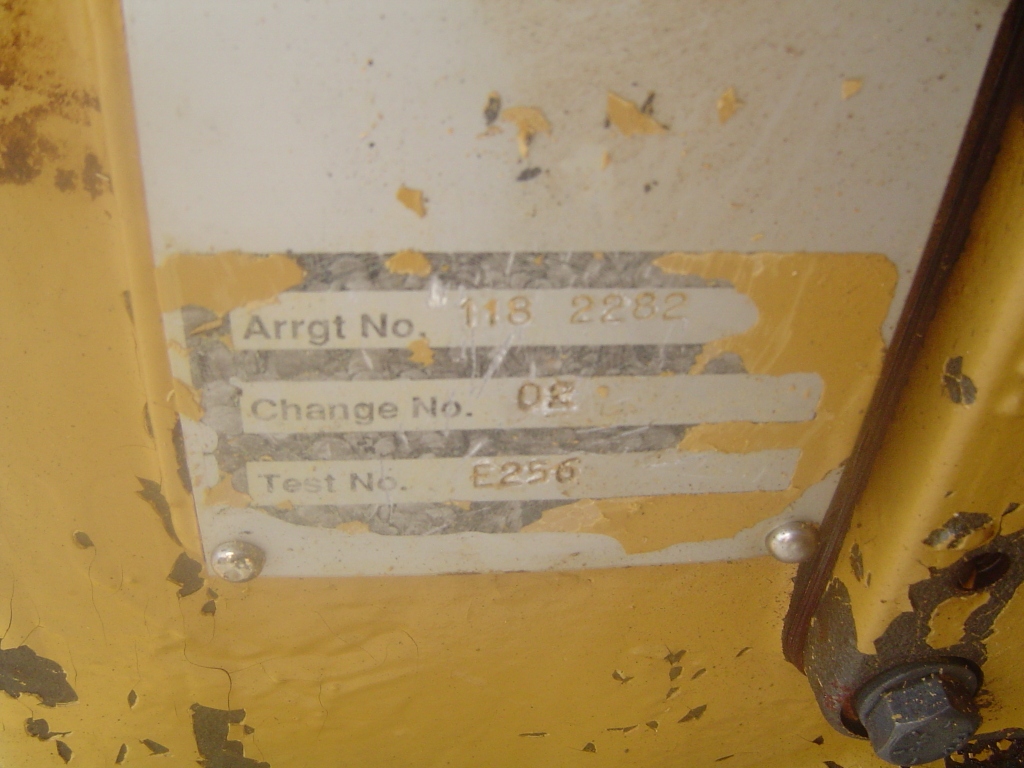 Arrgt No. 118 2282
Change No. 02
Test No. E256